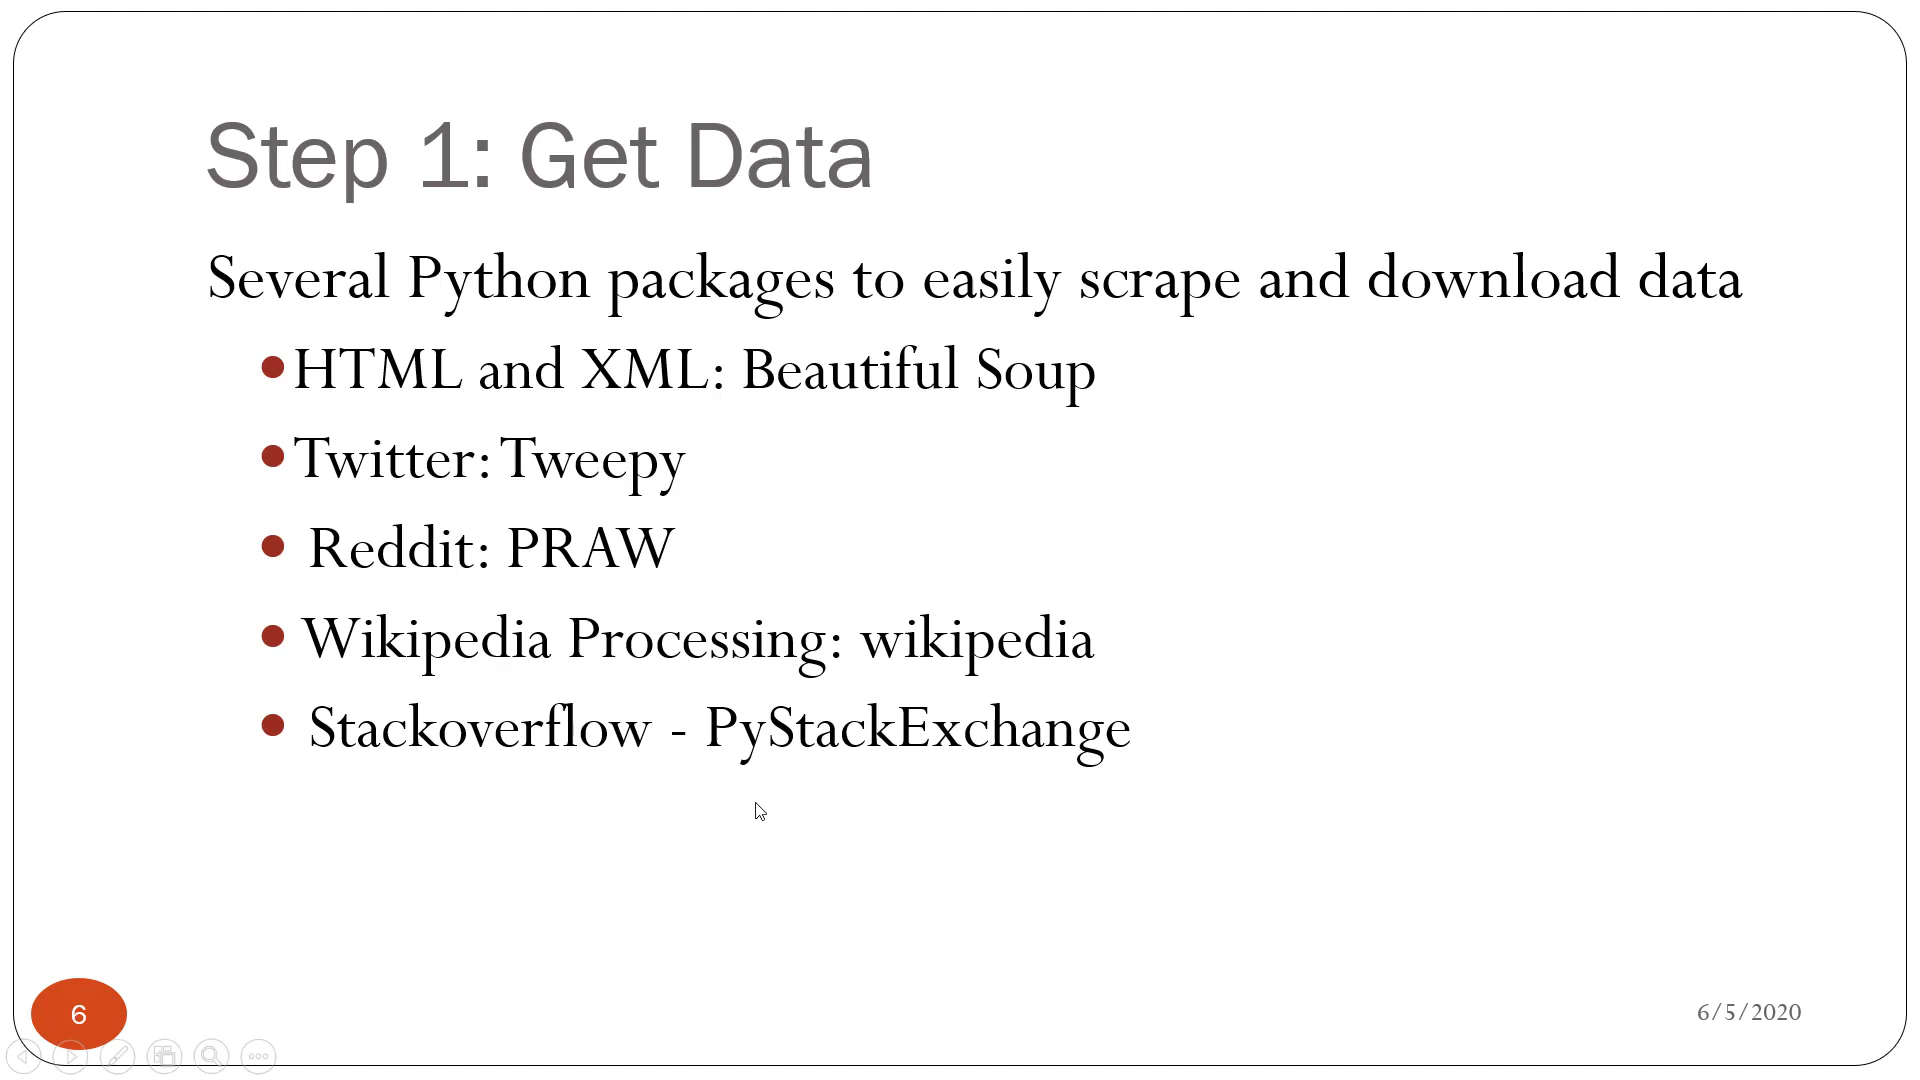 Step 1: Get Data
Several Python packages to easily scrape and download data
•HTML and XML: Beautiful Soup
•Twitter: Tweepy
• Reddit: PRAW
• Wikipedia Processing: wikipedia
• Stackoverflow - PyStackExchange
6
6/5/2020